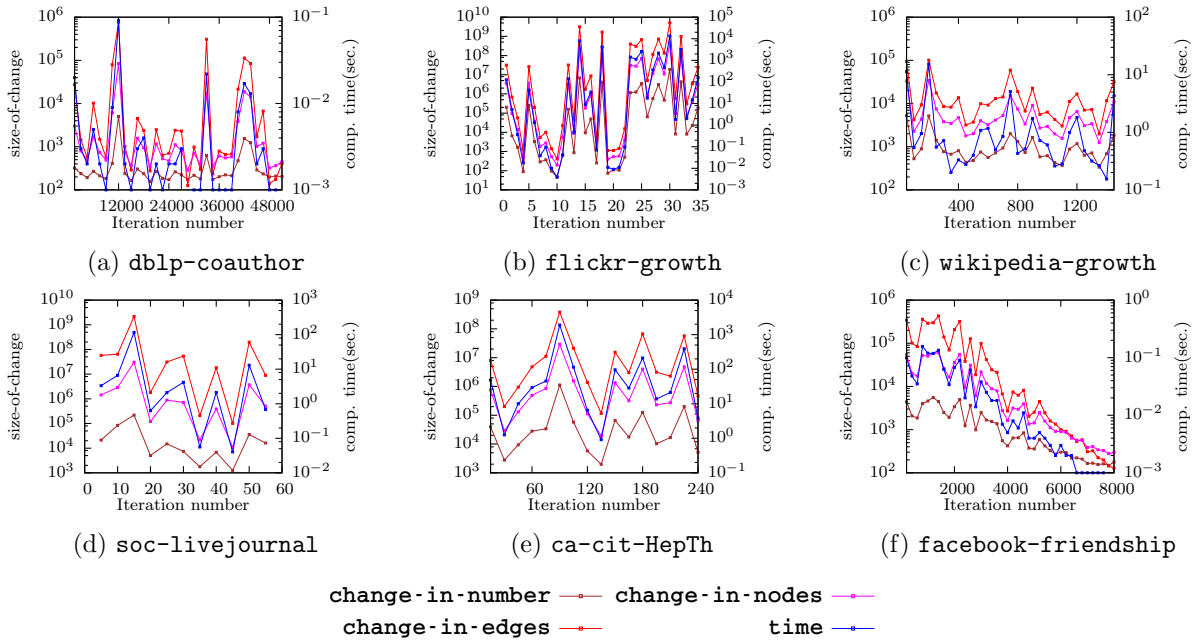 10^6 10^5 10^4 10^3 10^2
size-of-change
10^-1 10^-2 10^-3
comp. time(sec.)
12000 24000 36000 48000
Iteration number
(a) dblp-coauthor
10^10 10^9 10^8 10^7 10^6 10^5 10^4 10^3 10^2 10^1
size-of-change
10^5 10^4 10^3 10^2 10^1 10^0 10^-1 10^-2 10^-3
comp. time(sec.)
0 5 10 15 20 25 30 35
Iteration number
(b) flickr-growth
10^6 10^5 10^4 10^3 10^2
size-of-change
10^2 10^1 10^0 10^-1
comp. time(sec.)
400 800 1200
Iteration number
(c) wikipedia-growth
10^10 10^9 10^8 10^7 10^6 10^5 10^4 10^3
size-of-change
10^3 10^2 10^1 10^0 10^-1 10^-2
comp. time(sec.)
0 10 20 30 40 50 60
Iteration number
(d) soc-livejournal
10^9 10^8 10^7 10^6 10^5 10^4 10^3
size-of-change
10^4 10^3 10^2 10^1 10^0 10^-1
comp. time(sec.)
60 120 180 240
Iteration number
(e) ca-cit-HepTh
10^6 10^5 10^4 10^3 10^2
size-of-change
10^0 10^-1 10^-2 10^-3
comp. time(sec.)
2000 4000 6000 8000
Iteration number
(f) facebook-friendship
change-in-number change-in-nodes
change-in-edges time